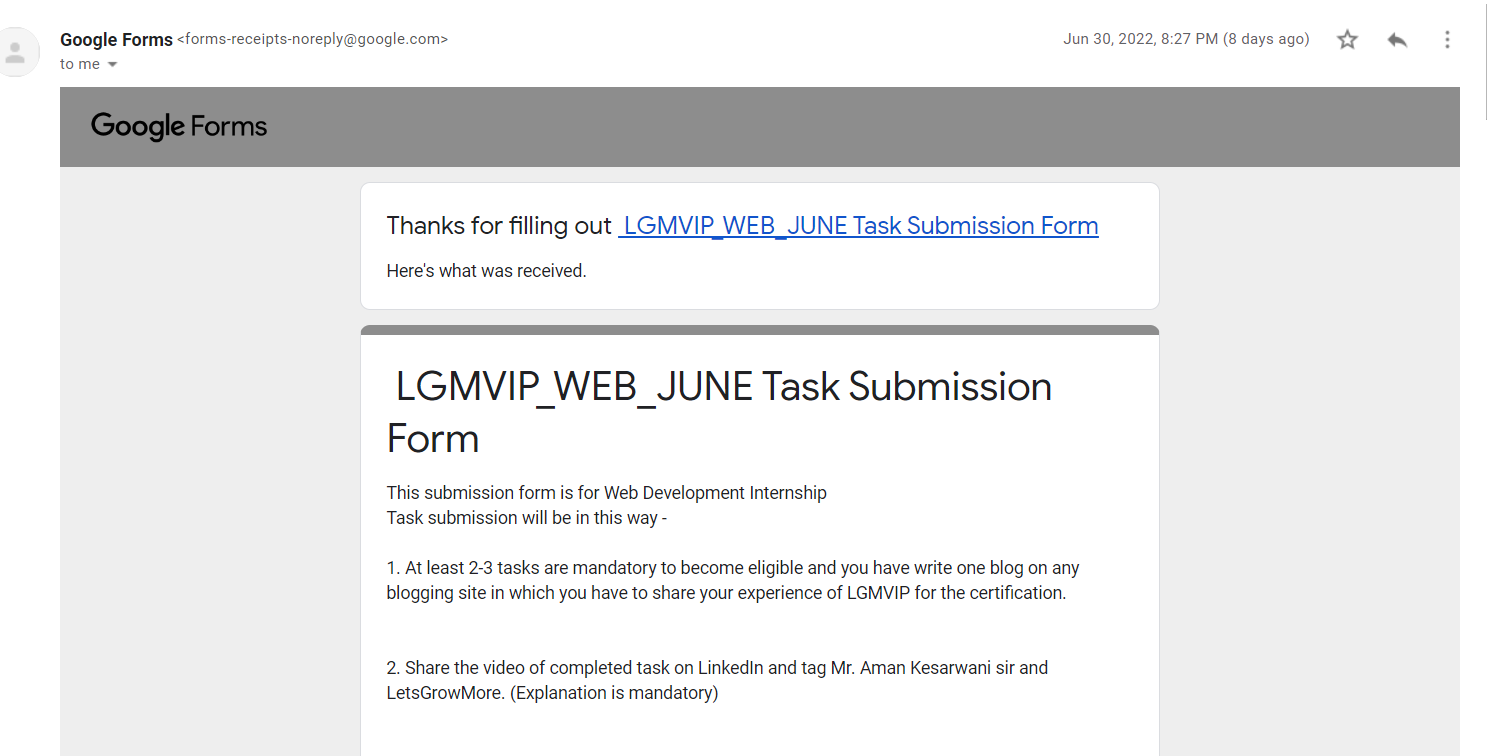 Google Forms <forms-receipts-noreply@google.com>
Jun 30, 2022, 8:27 PM (8 days ago)
to me
Google Forms
Thanks for filling out LGMVIP_WEB_JUNE Task Submission Form
Here's what was received.
LGMVIP_WEB_JUNE Task Submission
Form
This submission form is for Web Development Internship
Task submission will be in this way -
1. At least 2-3 tasks are mandatory to become eligible and you have write one blog on any
blogging site in which you have to share your experience of LGMVIP for the certification.
2. Share the video of completed task on LinkedIn and tag Mr. Aman Kesarwani sir and
LetsGrowMore. (Explanation is mandatory)